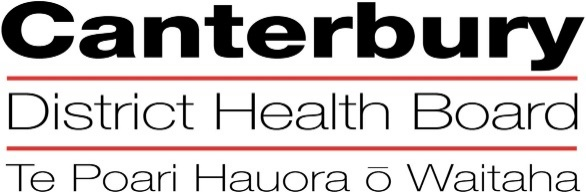 Canterbury
District Health Board
Te Poari Hauora ō Waitaha